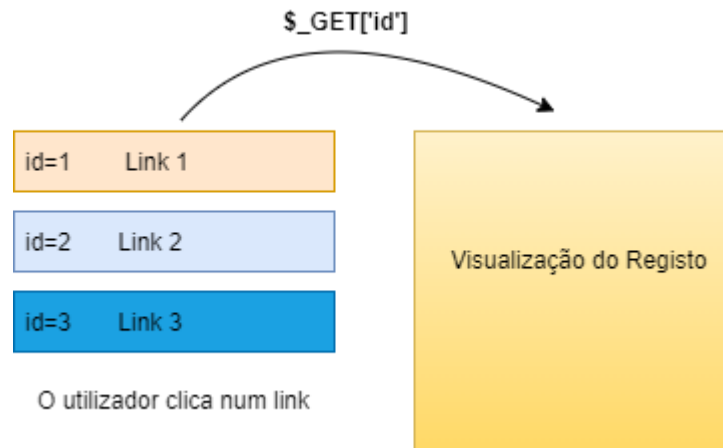 $_GET['id']
id=1 Link 1
id=2 Link 2
id=3 Link 3
Visualização do Registo
O utilizador clica num link